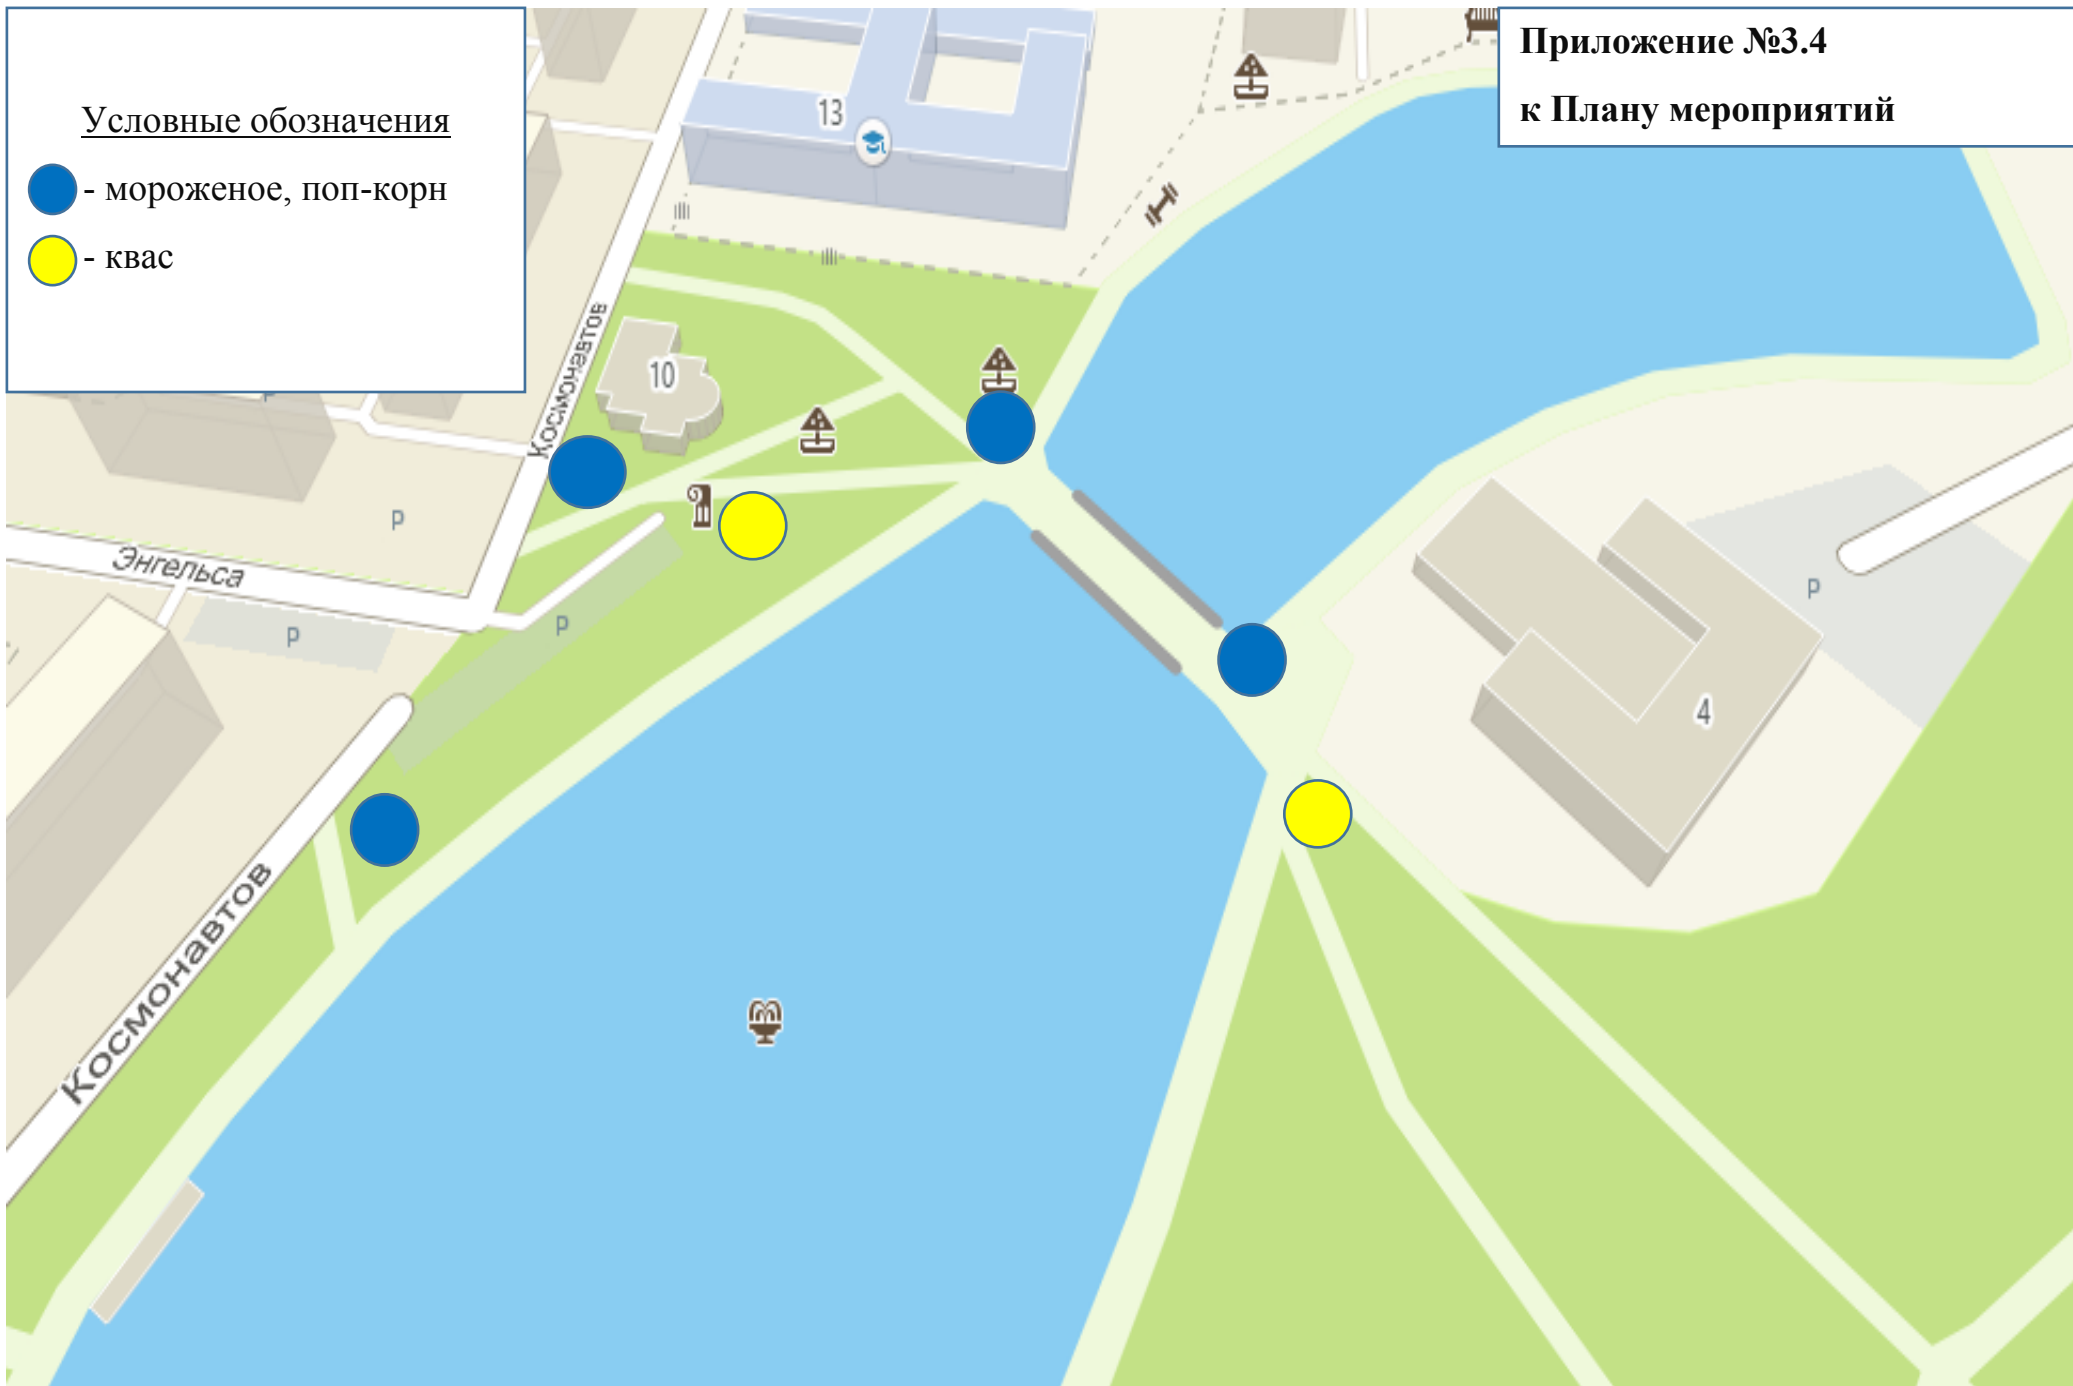 Условные обозначения
- мороженое, поп-корн
- квас
Приложение №3.4
к Плану мероприятий
13
10
Космонавтов
P
Энгельса
P
P
P
4
Космонавтов